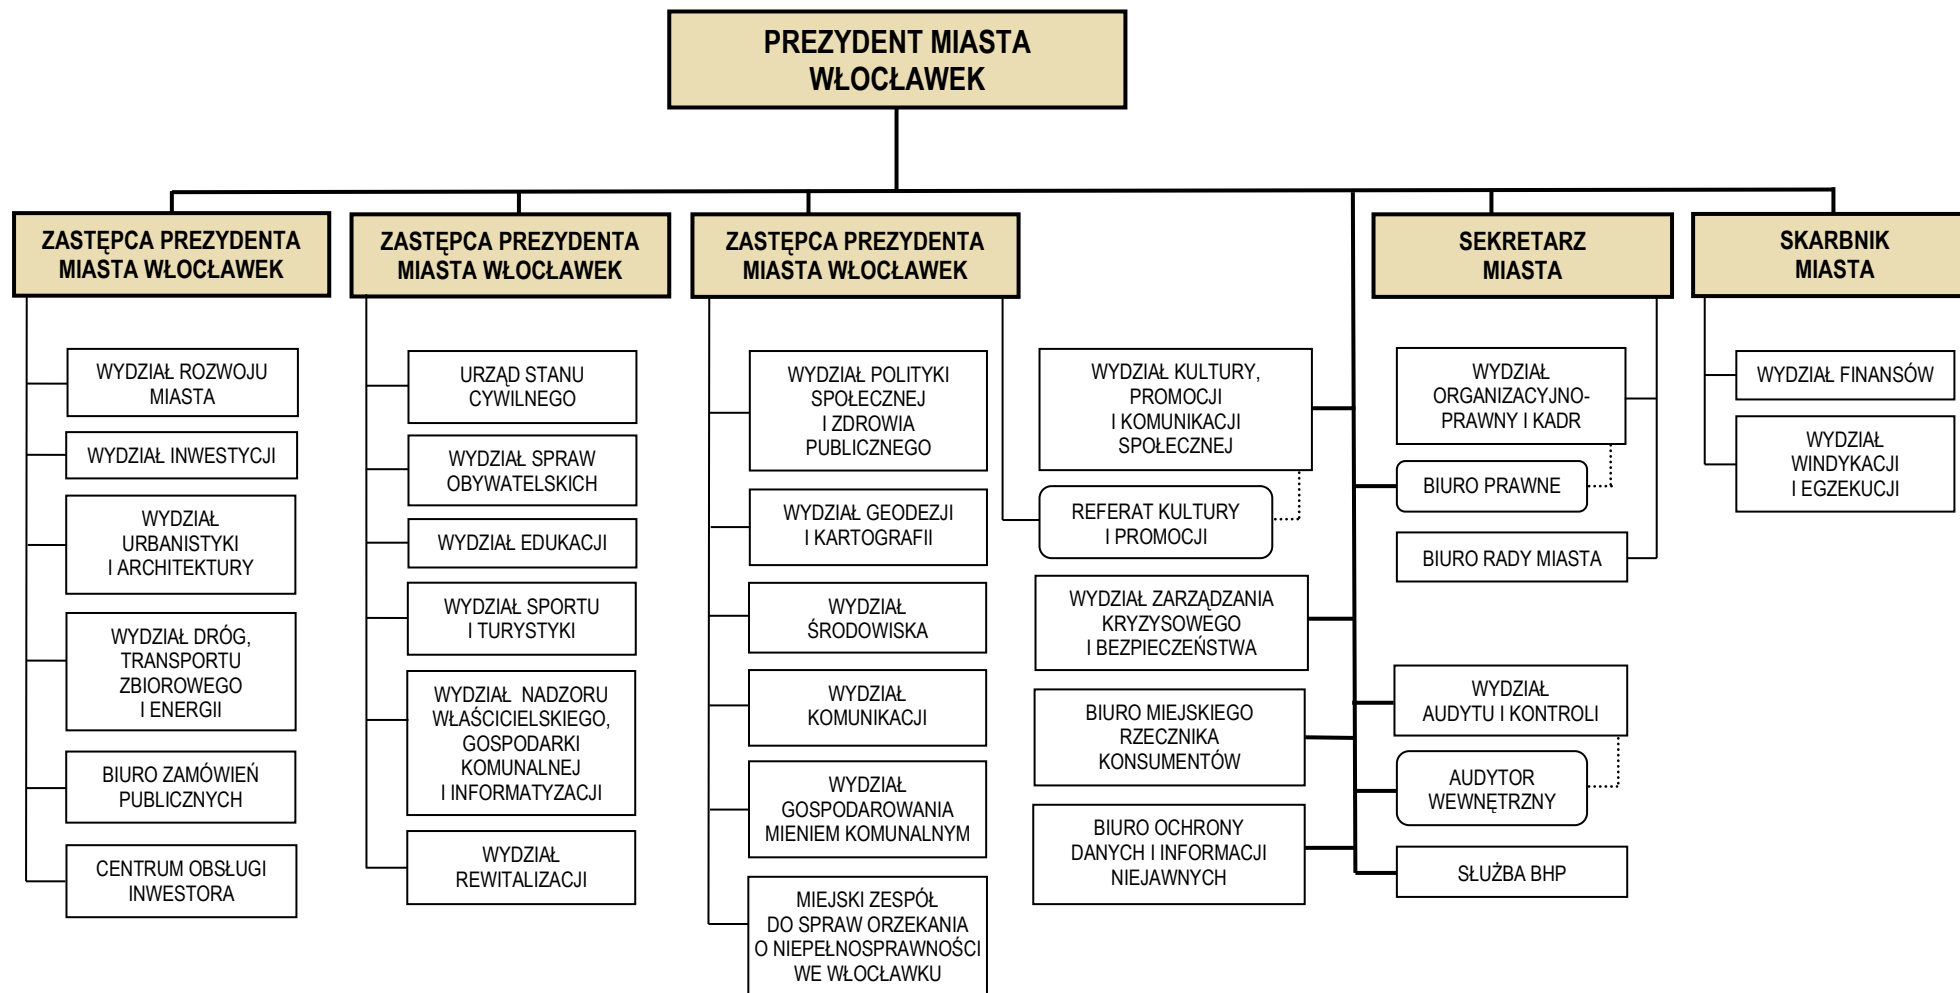 PREZYDENT MIASTA
WŁOCŁAWEK
ZASTĘPCA PREZYDENTA
MIASTA WŁOCŁAWEK
WYDZIAŁ ROZWOJU
MIASTA
WYDZIAŁ INWESTYCJI
WYDZIAŁ
URBANISTYKI
I ARCHITEKTURY
WYDZIAŁ DRÓG,
TRANSPORTU
ZBIOROWEGO
I ENERGII
BIURO ZAMÓWIEŃ
PUBLICZNYCH
CENTRUM OBSŁUGI
INWESTORA
ZASTĘPCA PREZYDENTA
MIASTA WŁOCŁAWEK
URZĄD STANU
CYWILNEGO
WYDZIAŁ SPRAW
OBYWATELSKICH
WYDZIAŁ EDUKACJI
WYDZIAŁ SPORTU
I TURYSTYKI
WYDZIAŁ NADZORU
WŁAŚCICIELSKIEGO,
GOSPODARKI
KOMUNALNEJ
I INFORMATYZACJI
WYDZIAŁ
REWITALIZACJI
ZASTĘPCA PREZYDENTA
MIASTA WŁOCŁAWEK
WYDZIAŁ POLITYKI
SPOŁECZNEJ
I ZDROWIA
PUBLICZNEGO
WYDZIAŁ GEODEZJI
I KARTOGRAFII
WYDZIAŁ
ŚRODOWISKA
WYDZIAŁ
KOMUNIKACJI
WYDZIAŁ
GOSPODAROWANIA
MIENIEM KOMUNALNYM
MIEJSKI ZESPÓŁ
DO SPRAW ORZEKANIA
O NIEPEŁNOSPRAWNOŚCI
WE WŁOCŁAWKU
WYDZIAŁ KULTURY,
PROMOCJI
I KOMUNIKACJI
SPOŁECZNEJ
REFERAT KULTURY
I PROMOCJI
WYDZIAŁ ZARZĄDZANIA
KRYZYSOWEGO
I BEZPIECZEŃSTWA
BIURO MIEJSKIEGO
RZECZNIKA
KONSUMENTÓW
BIURO OCHRONY
DANYCH I INFORMACJI
NIEJAWNYCH
SEKRETARZ
MIASTA
WYDZIAŁ
ORGANIZACYJNO-
PRAWNY I KADR
BIURO PRAWNE
BIURO RADY MIASTA
WYDZIAŁ
AUDYTU I KONTROLI
AUDYTOR
WEWNĘTRZNY
SŁUŻBA BHP
SKARBNIK
MIASTA
WYDZIAŁ FINANSÓW
WYDZIAŁ
WINDYKACJI
I EGZEKUCJI